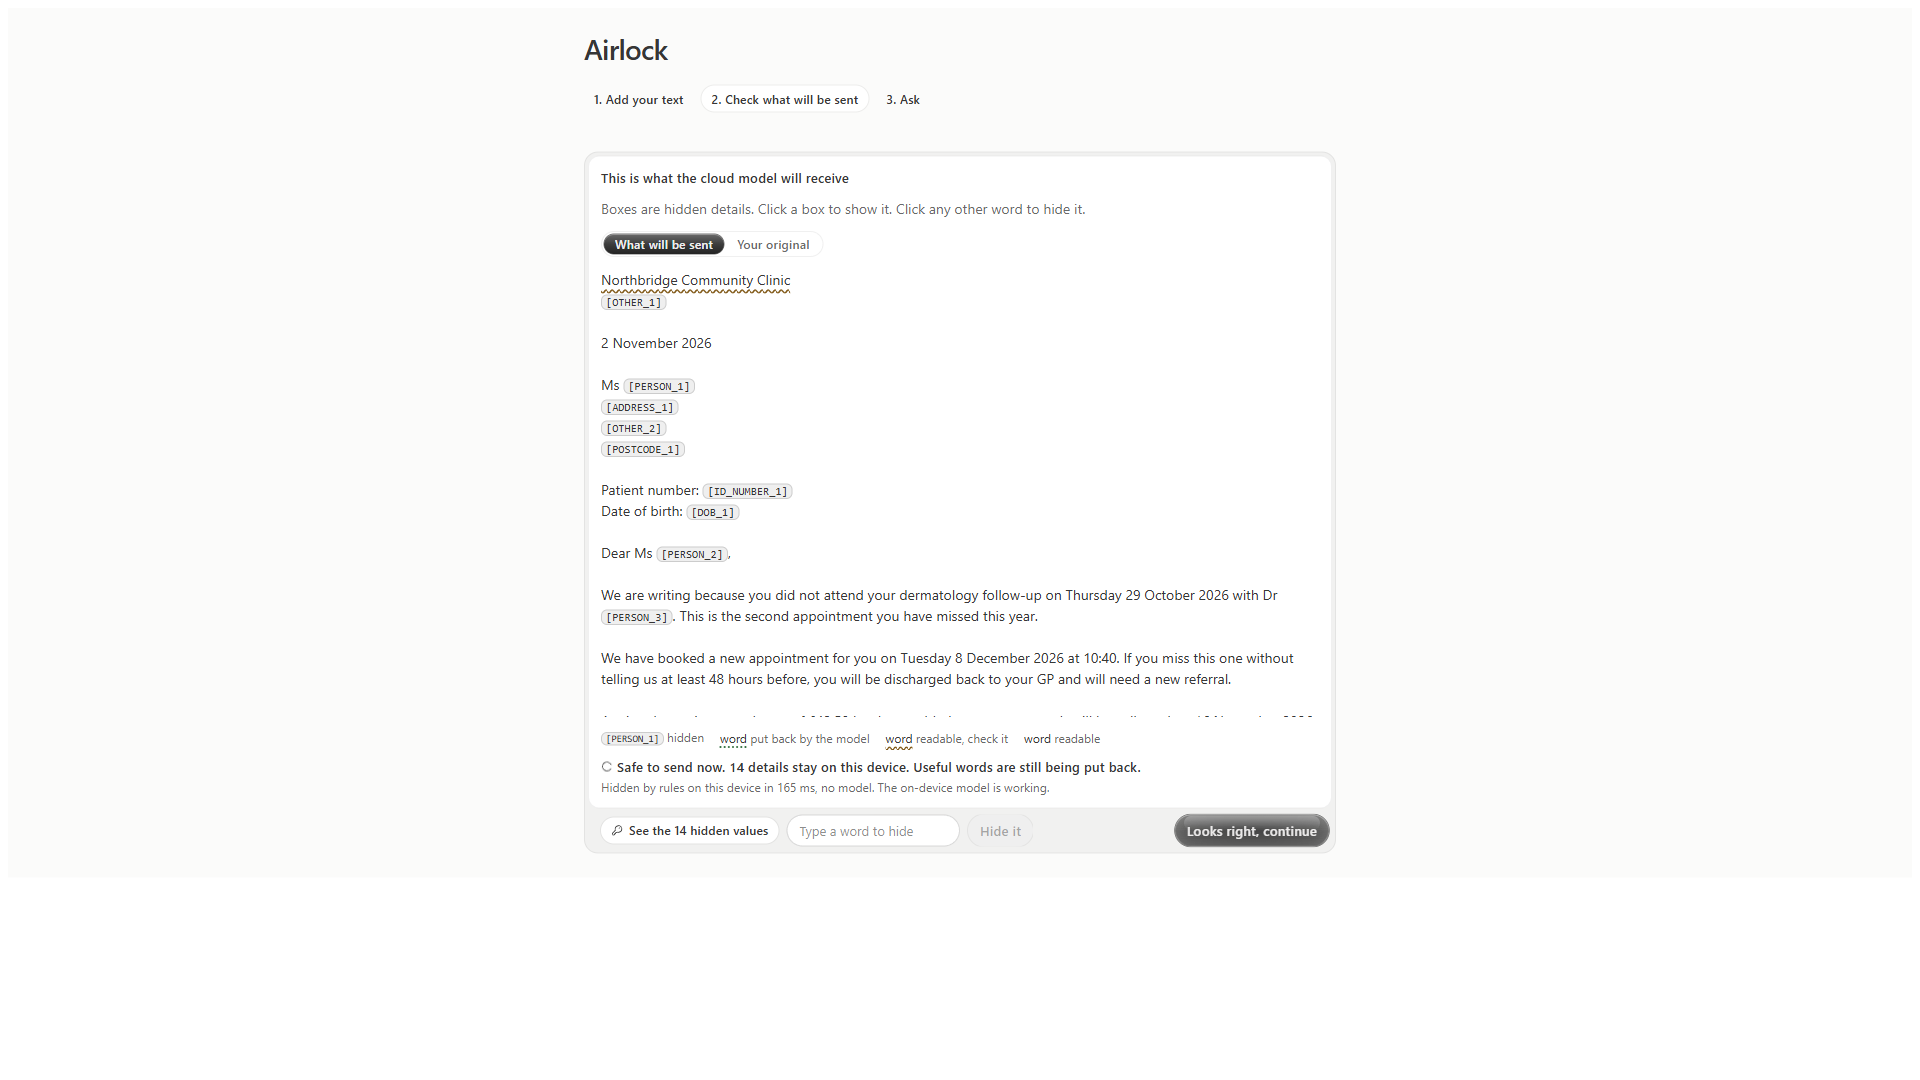 Airlock
1. Add your text
2. Check what will be sent
3. Ask
This is what the cloud model will receive
Boxes are hidden details. Click a box to show it. Click any other word to hide it.
What will be sent
Your original
Northbridge Community Clinic
[OTHER_1]
2 November 2026
Ms [PERSON_1]
[ADDRESS_1]
[OTHER_2]
[POSTCODE_1]
Patient number: [ID_NUMBER_1]
Date of birth: [DOB_1]
Dear Ms [PERSON_2],
We are writing because you did not attend your dermatology follow-up on Thursday 29 October 2026 with Dr
[PERSON_3]. This is the second appointment you have missed this year.
We have booked a new appointment for you on Tuesday 8 December 2026 at 10:40. If you miss this one without
telling us at least 48 hours before, you will be discharged back to your GP and will need a new referral.
[PERSON_1] hidden
word put back by the model
word readable, check it
word readable
Safe to send now. 14 details stay on this device. Useful words are still being put back.
Hidden by rules on this device in 165 ms, no model. The on-device model is working.
See the 14 hidden values
Type a word to hide
Hide it
Looks right, continue